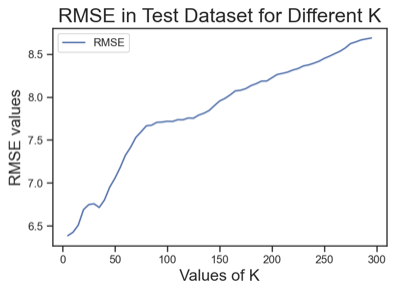 RMSE in Test Dataset for Different K
RMSE
RMSE values
8.5
8.0
7.5
7.0
6.5
0 50 100 150 200 250 300
Values of K